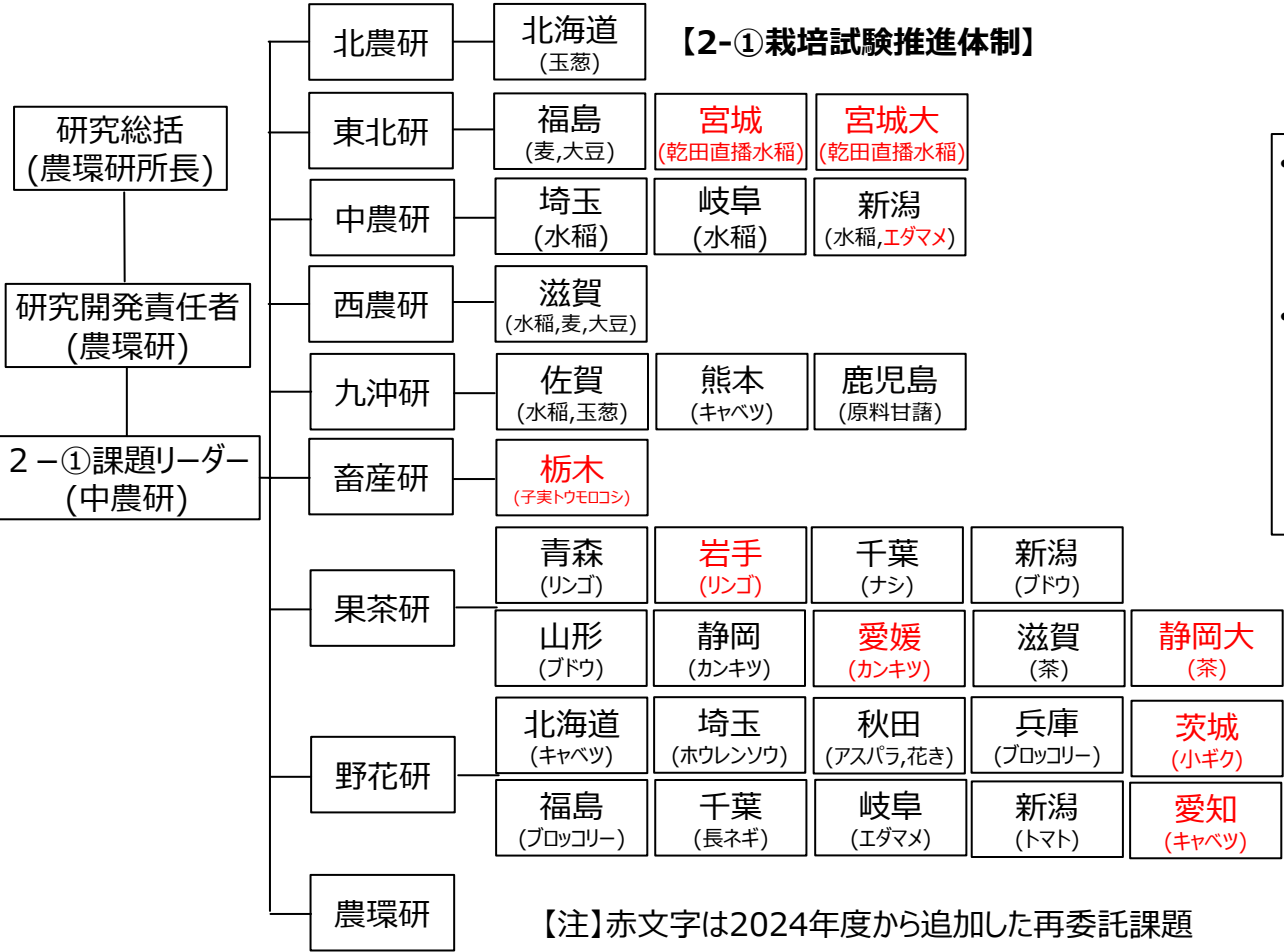 【2-①栽培試験推進体制】
研究総括
(農環研所長)
研究開発責任者
(農環研)
２－①課題リーダー
(中農研)
北農研
北海道
(玉葱)
東北研
福島
(麦,大豆)
宮城
(乾田直播水稲)
宮城大
(乾田直播水稲)
中農研
埼玉
(水稲)
岐阜
(水稲)
新潟
(水稲,エダマメ)
西農研
滋賀
(水稲,麦,大豆)
九沖研
佐賀
(水稲,玉葱)
熊本
(キャベツ)
鹿児島
(原料甘藷)
畜産研
栃木
(子実トウモロコシ)
果茶研
青森
(リンゴ)
岩手
(リンゴ)
千葉
(ナシ)
新潟
(ブドウ)
山形
(ブドウ)
静岡
(カンキツ)
愛媛
(カンキツ)
滋賀
(茶)
静岡大
(茶)
野花研
北海道
(キャベツ)
埼玉
(ホウレンソウ)
秋田
(アスパラ,花き)
兵庫
(ブロッコリー)
茨城
(小ギク)
福島
(ブロッコリー)
千葉
(長ネギ)
岐阜
(エダマメ)
新潟
(トマト)
愛知
(キャベツ)
農環研
【注】赤文字は2024年度から追加した再委託課題